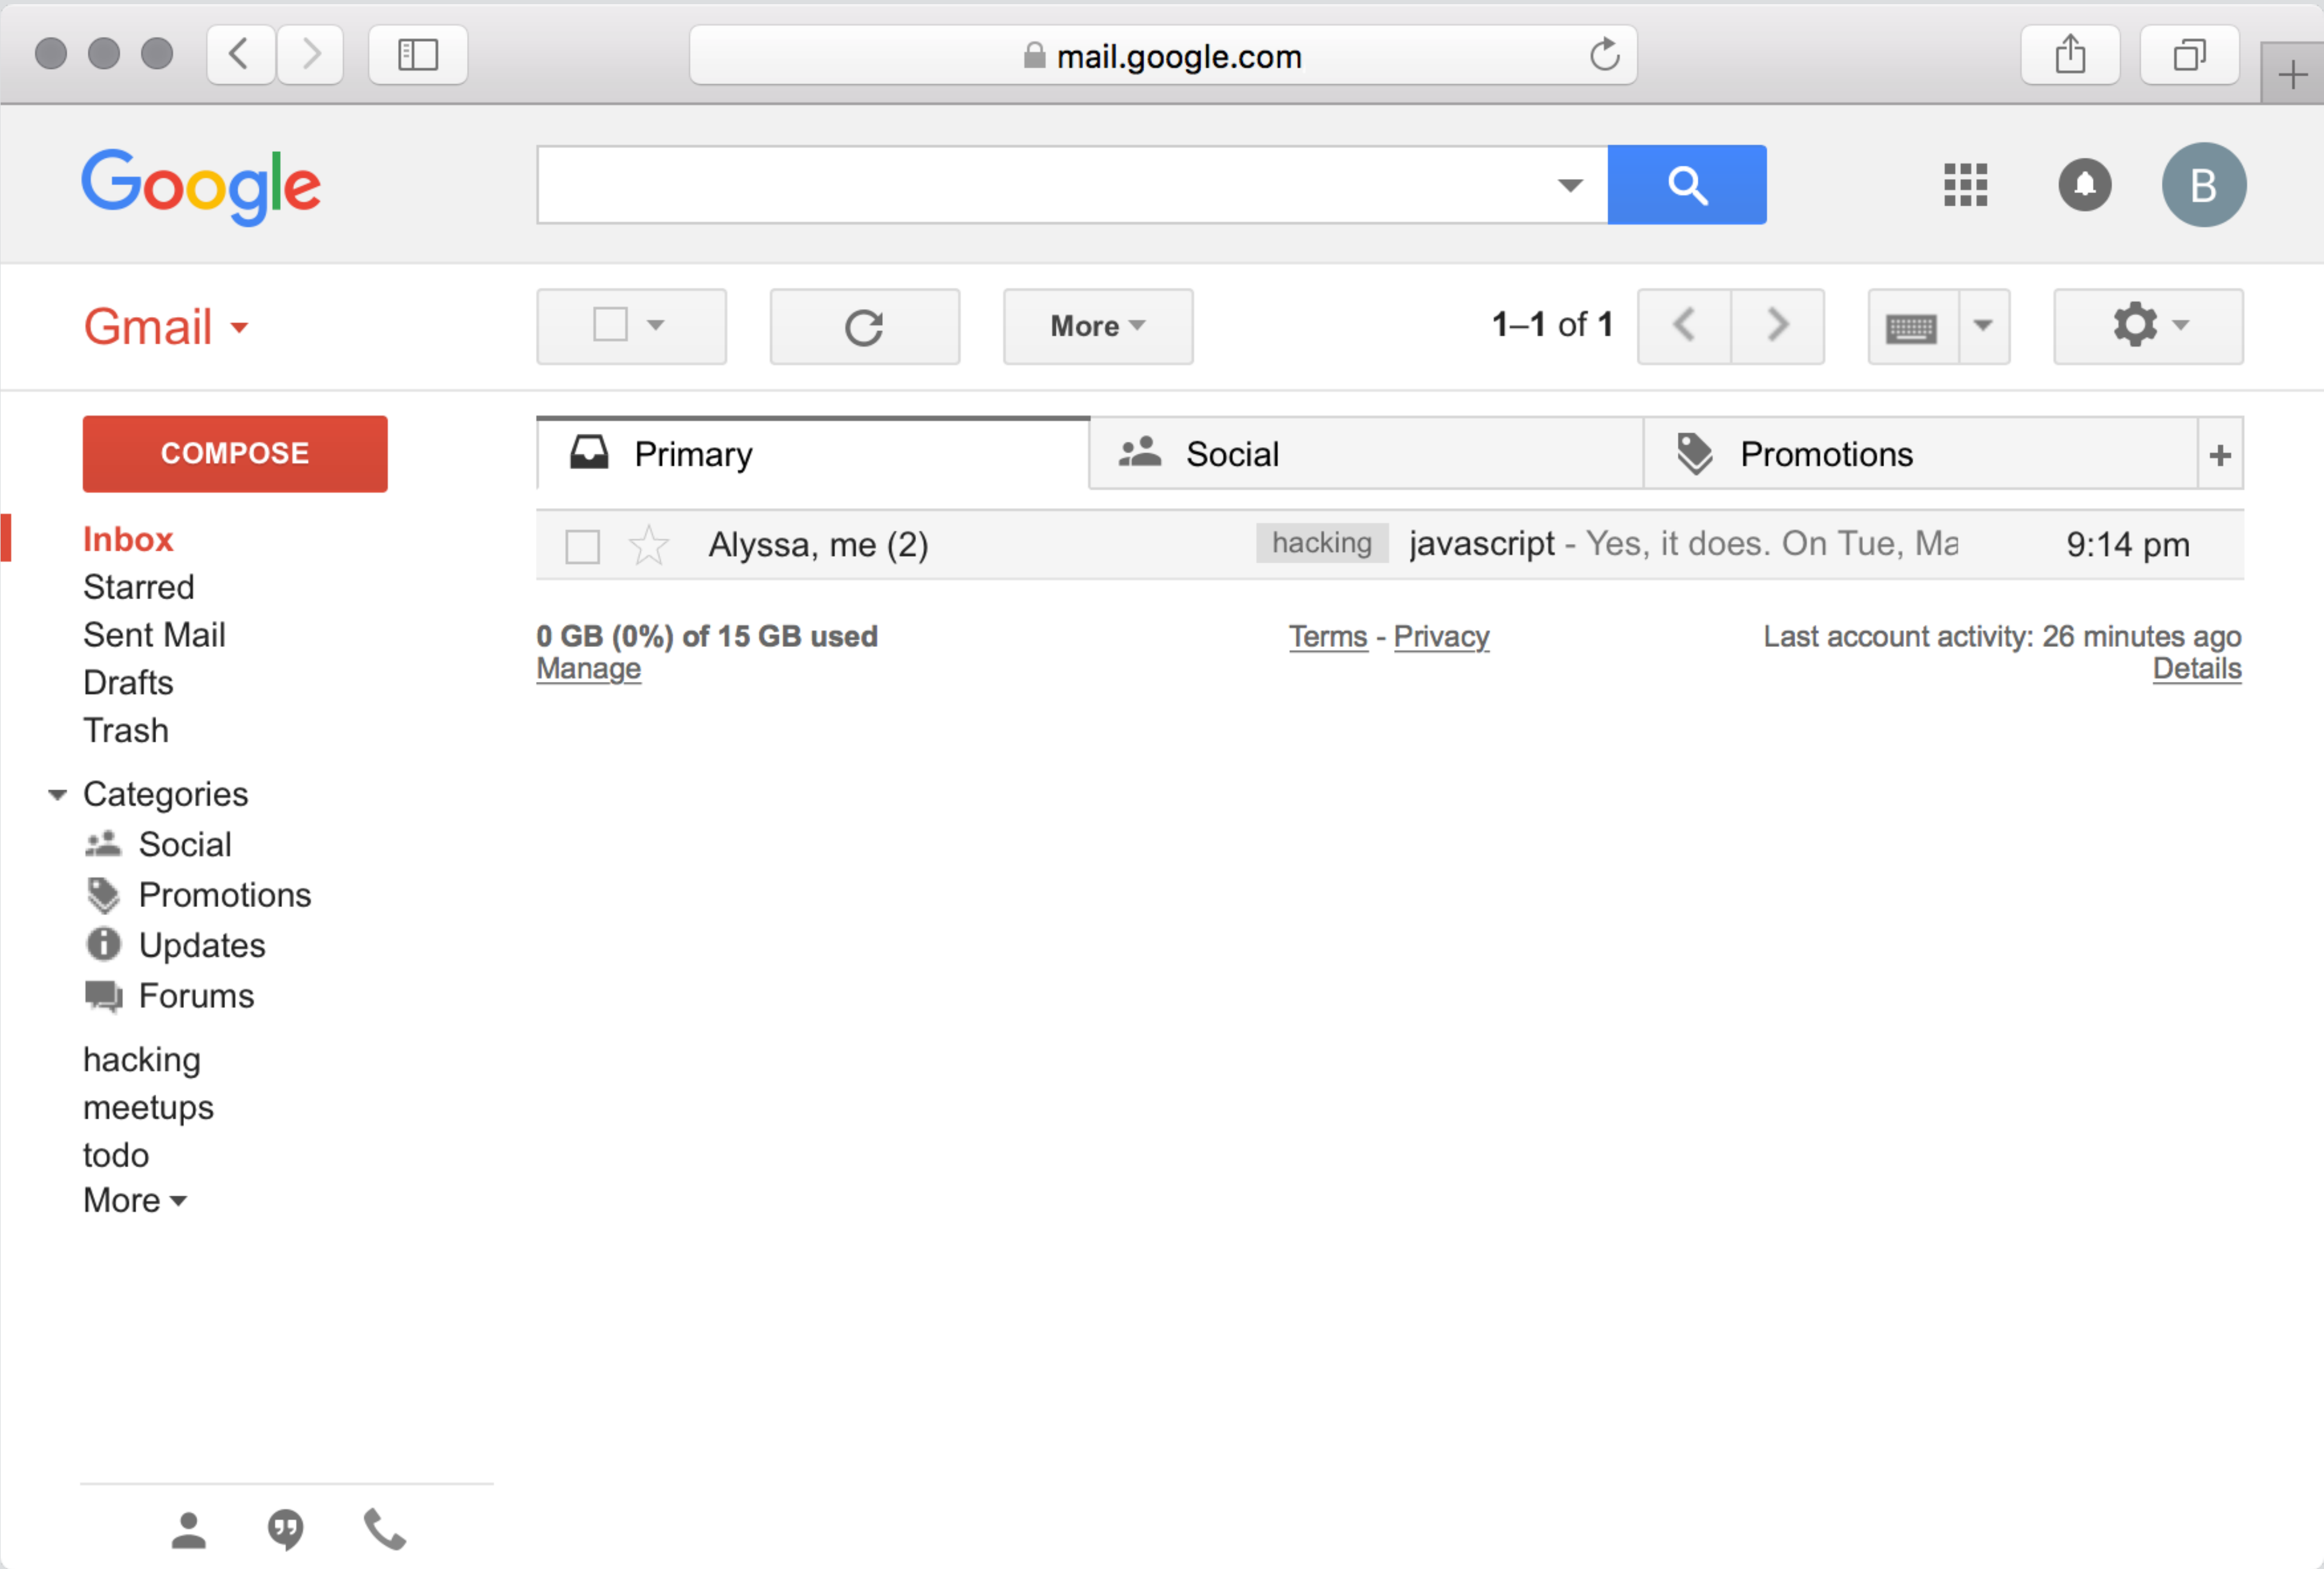 mail.google.com
Google
B
Gmail
More
1–1 of 1
COMPOSE
Primary
Social
Promotions
Inbox
Alyssa, me (2)
hacking
javascript - Yes, it does. On Tue, Ma
9:14 pm
Starred
Sent Mail
Drafts
Trash
0 GB (0%) of 15 GB used
Manage
Terms - Privacy
Last account activity: 26 minutes ago
Details
Categories
Social
Promotions
Updates
Forums
hacking
meetups
todo
More